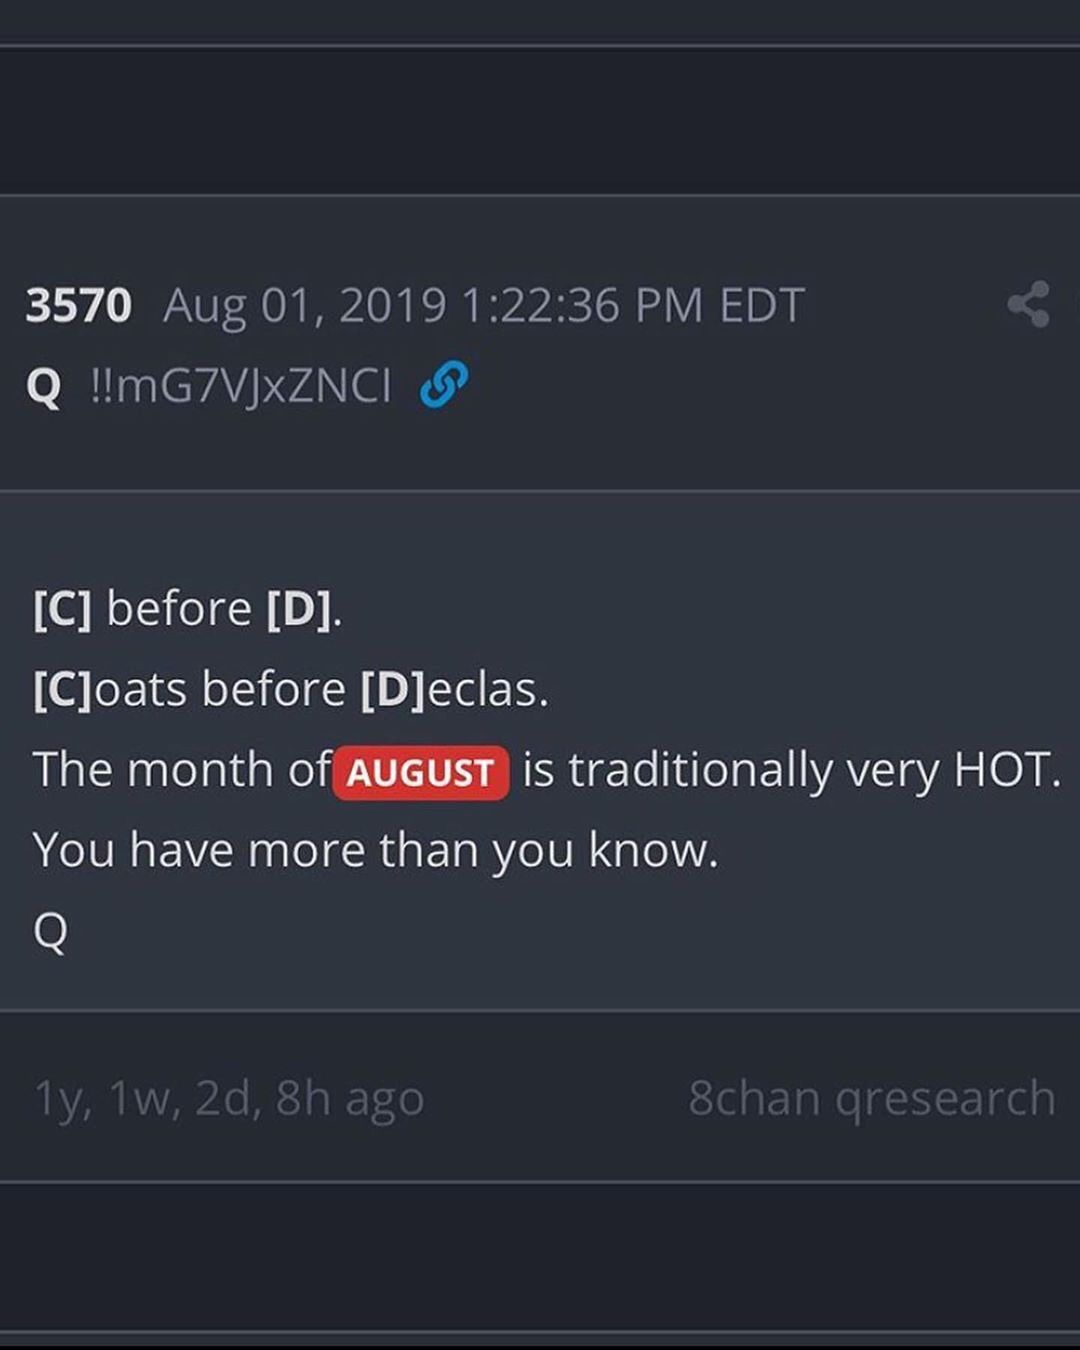 3570 Aug 01, 2019 1:22:36 PM EDT
Q !!mG7VJxZNCI
[C] before [D].
[C]oats before [D]eclas.
The month of AUGUST is traditionally very HOT.
You have more than you know.
Q
1y, 1w, 2d, 8h ago 8chan qresearch